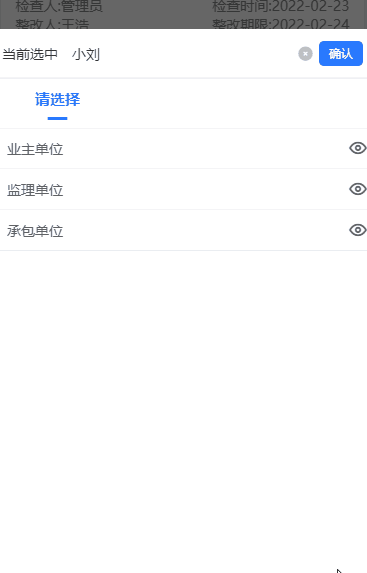 检查人:管理员 检查时间:2022-02-23
整改人:王浩 整改期限:2022-02-24
当前选中 小刘 确认
请选择
业主单位
监理单位
承包单位